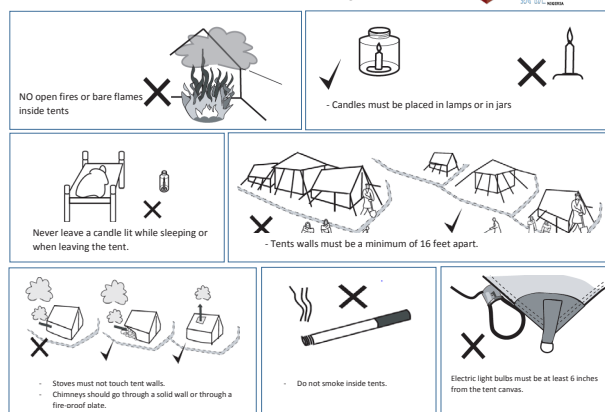 NIGERIA
NO open fires or bare flames
inside tents
- Candles must be placed in lamps or in jars
Never leave a candle lit while sleeping or
when leaving the tent.
- Tents walls must be a minimum of 16 feet apart.
- Stoves must not touch tent walls.
- Chimneys should go through a solid wall or through a
fire-proof plate.
- Do not smoke inside tents.
Electric light bulbs must be at least 6 inches
from the tent canvas.